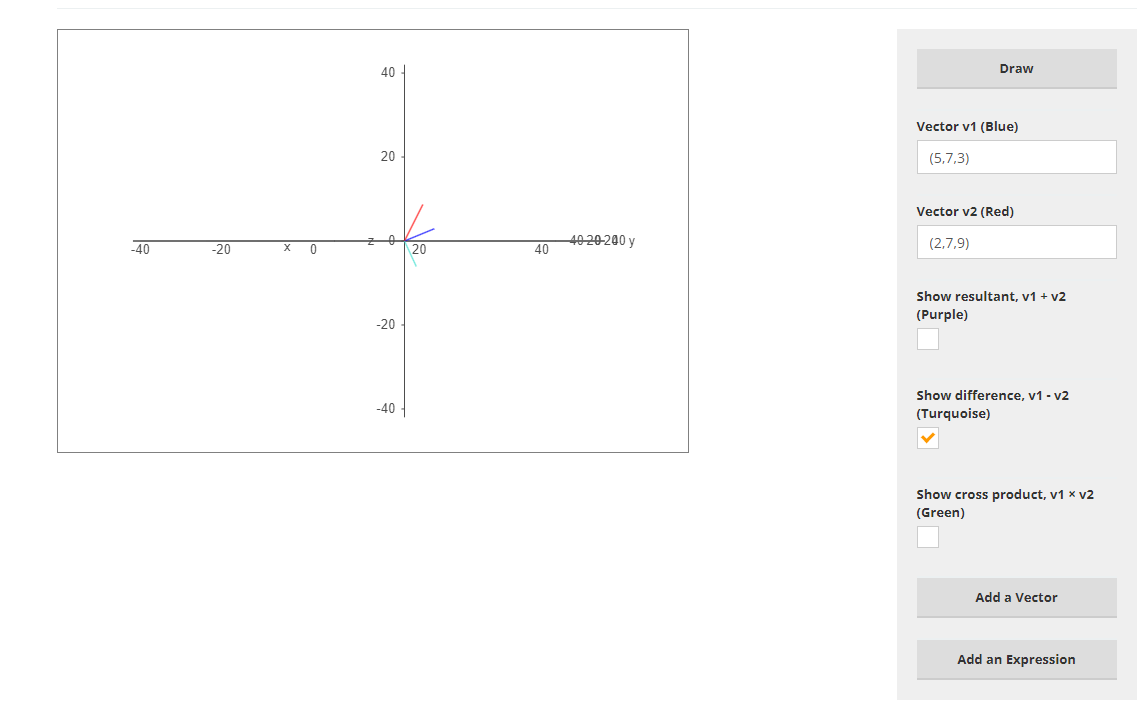 Draw
Vector v1 (Blue)
(5,7,3)
Vector v2 (Red)
(2,7,9)
Show resultant, v1 + v2
(Purple)
Show difference, v1 - v2
(Turquoise)
Show cross product, v1 × v2
(Green)
Add a Vector
Add an Expression
40
20
z 0 y
-40 -20 x 0 20 40
-20
-40